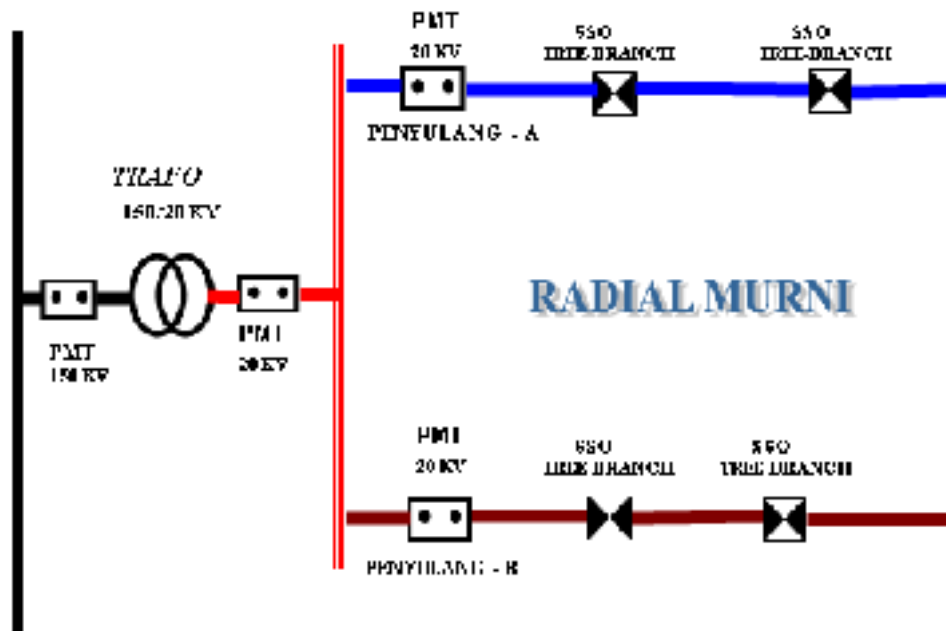 PMT
20 KV
SSO
TREE BRANCH
SSO
TREE-BRANCH
PENYULANG - A
TRAFO
150/20 KV
RADIAL MURNI
PMT
150 KV
PMT
20 KV
PMT
20 KV
SSO
TREE BRANCH
SSO
TREE BRANCH
PENYULANG - B